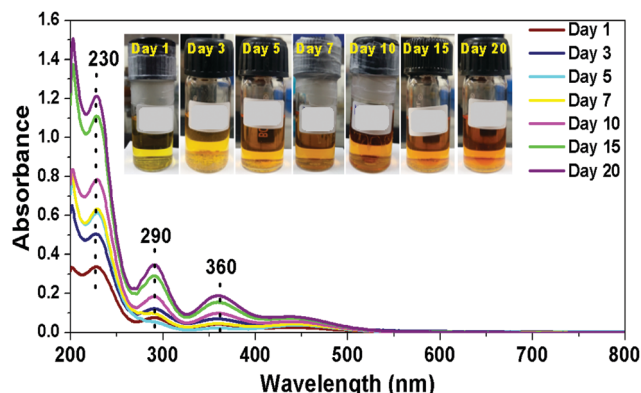 1.6
1.4
1.2
1.0
0.8
0.6
0.4
0.2
0.0
Absorbance
230
290
360
Day 1
Day 3
Day 5
Day 7
Day 10
Day 15
Day 20
Day 1
Day 3
Day 5
Day 7
Day 10
Day 15
Day 20
200 300 400 500 600 700 800
Wavelength (nm)